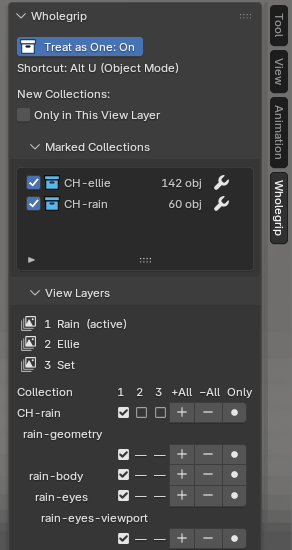 Wholegrip
Treat as One: On
Shortcut: Alt U (Object Mode)
New Collections:
Only in This View Layer
Marked Collections
CH-ellie 142 obj
CH-rain 60 obj
View Layers
1 Rain (active)
2 Ellie
3 Set
Collection 1 2 3 +All −All Only
CH-rain + −
rain-geometry
— —
rain-body — — + −
rain-eyes — — + −
rain-eyes-viewport
— — + −
Tool
View
Animation
Wholegrip